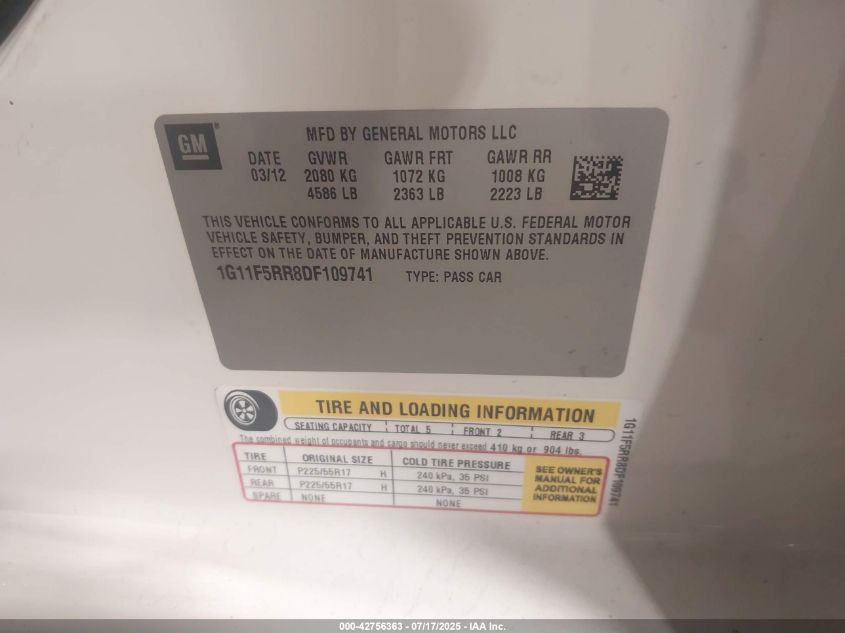 GM
MFD BY GENERAL MOTORS LLC
DATE GVWR GAWR FRT GAWR RR
03/12 2080 KG 1072 KG 1008 KG
4586 LB 2363 LB 2223 LB
THIS VEHICLE CONFORMS TO ALL APPLICABLE U.S. FEDERAL MOTOR
VEHICLE SAFETY, BUMPER, AND THEFT PREVENTION STANDARDS IN
EFFECT ON THE DATE OF MANUFACTURE SHOWN ABOVE.
1G11F5RR8DF109741 TYPE: PASS CAR
TIRE AND LOADING INFORMATION
SEATING CAPACITY TOTAL 5 FRONT 2 REAR 3
The combined weight of occupants and cargo should never exceed 410 kg or 904 lbs.
TIRE ORIGINAL SIZE COLD TIRE PRESSURE
FRONT P225/55R17 H 240 kPa, 35 PSI
REAR P225/55R17 H 240 kPa, 35 PSI
SPARE NONE NONE
SEE OWNER'S
MANUAL FOR
ADDITIONAL
INFORMATION
1G11F5RR8DF109741
000-42756363 - 07/17/2025 - IAA Inc.